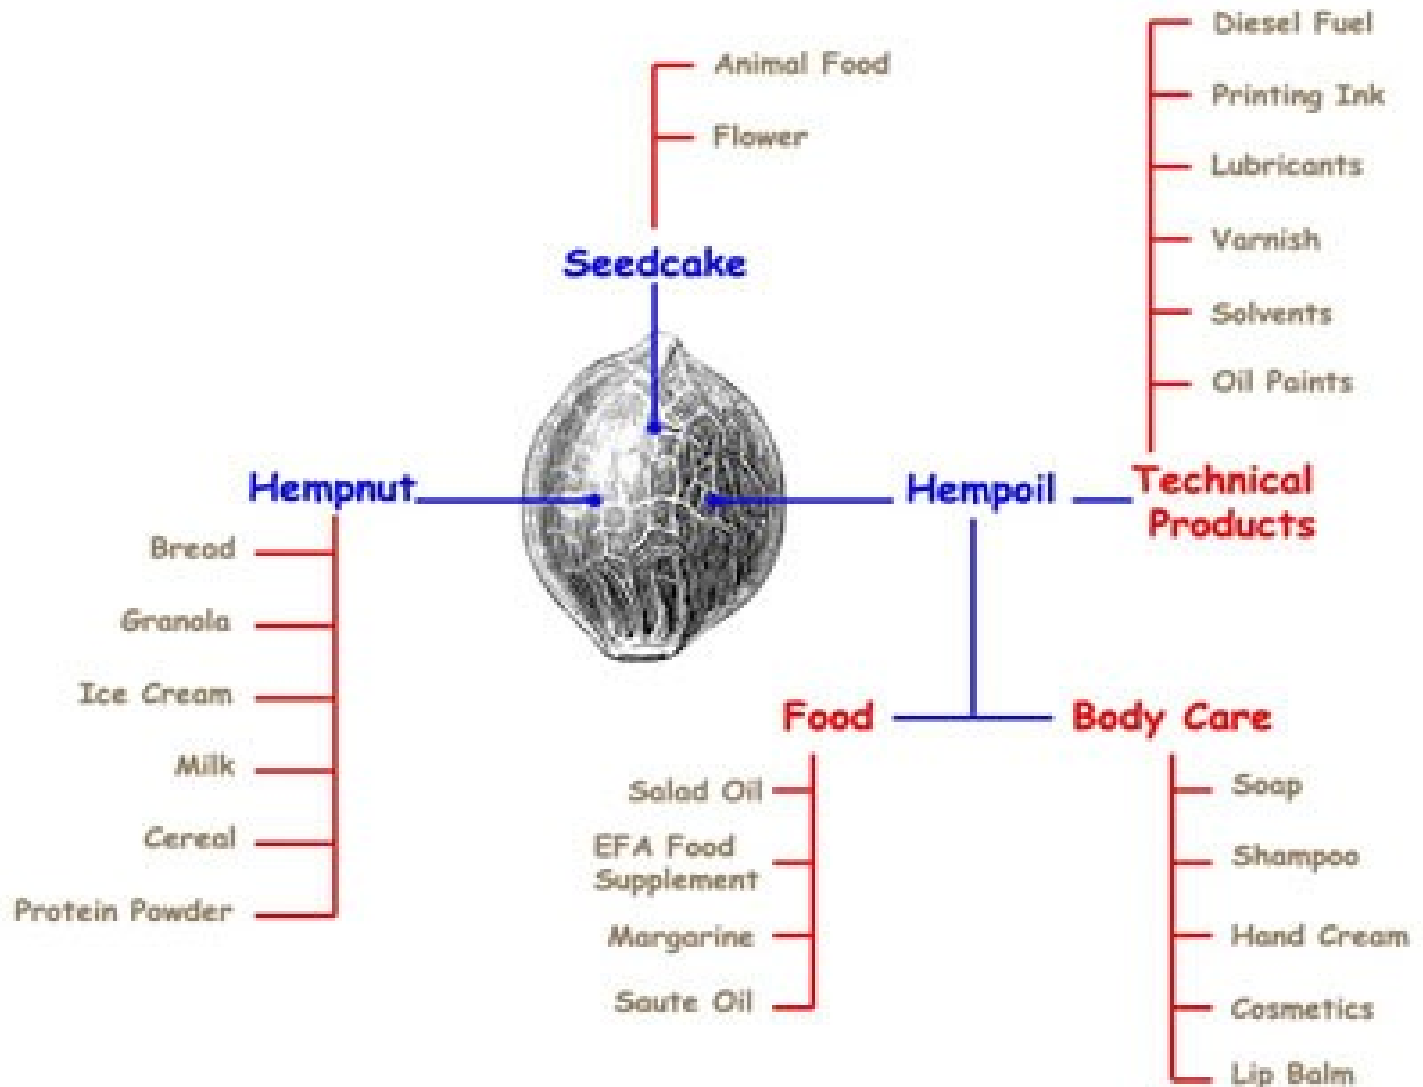 Animal Food
Flower
Seedcake
Diesel Fuel
Printing Ink
Lubricants
Varnish
Solvents
Oil Paints
Technical
Products
Hempoil
Hempnut
Bread
Granola
Ice Cream
Milk
Cereal
Protein Powder
Food
Salad Oil
EFA Food
Supplement
Margarine
Saute Oil
Body Care
Soap
Shampoo
Hand Cream
Cosmetics
Lip Balm